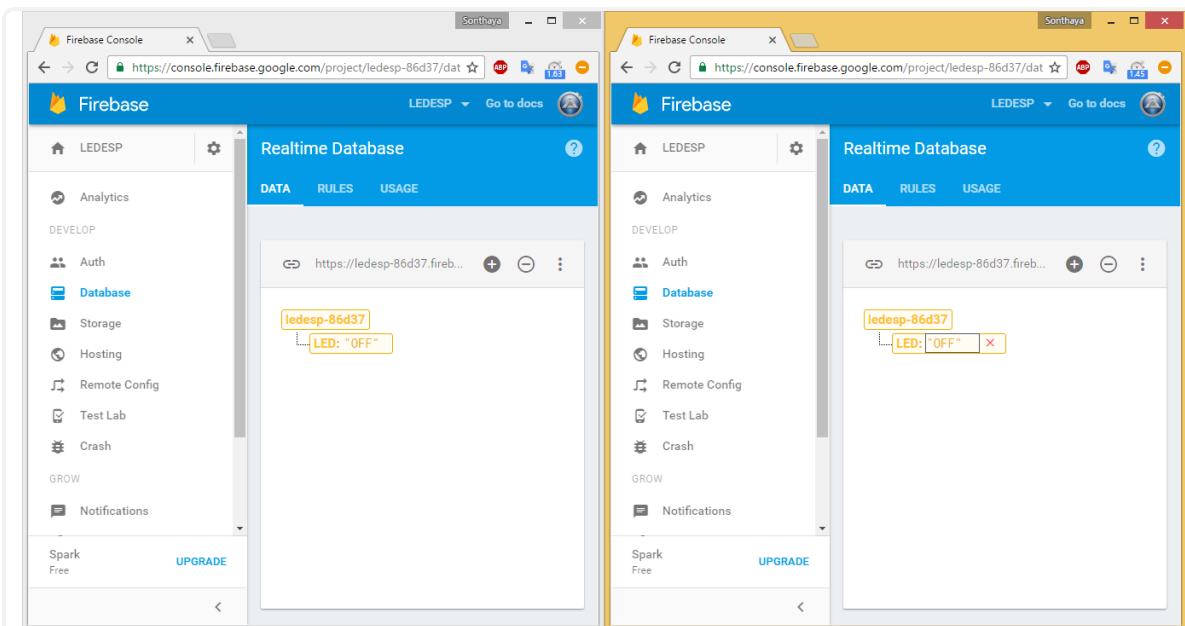 Sonthaya
Firebase Console
https://console.firebase.google.com/project/ledesp-86d37/dat
ABP
1.63
Firebase
LEDESP
Go to docs
LEDESP
Realtime Database
?
DATA RULES USAGE
Analytics
DEVELOP
Auth
https://ledesp-86d37.fireb...
Database
ledesp-86d37
Storage
LED: "OFF"
Hosting
Remote Config
Test Lab
Crash
GROW
Notifications
Spark
Free
UPGRADE
Sonthaya
Firebase Console
https://console.firebase.google.com/project/ledesp-86d37/dat
ABP
1.45
Firebase
LEDESP
Go to docs
LEDESP
Realtime Database
?
DATA RULES USAGE
Analytics
DEVELOP
Auth
https://ledesp-86d37.fireb...
Database
ledesp-86d37
Storage
LED: "OFF"
Hosting
Remote Config
Test Lab
Crash
GROW
Notifications
Spark
Free
UPGRADE